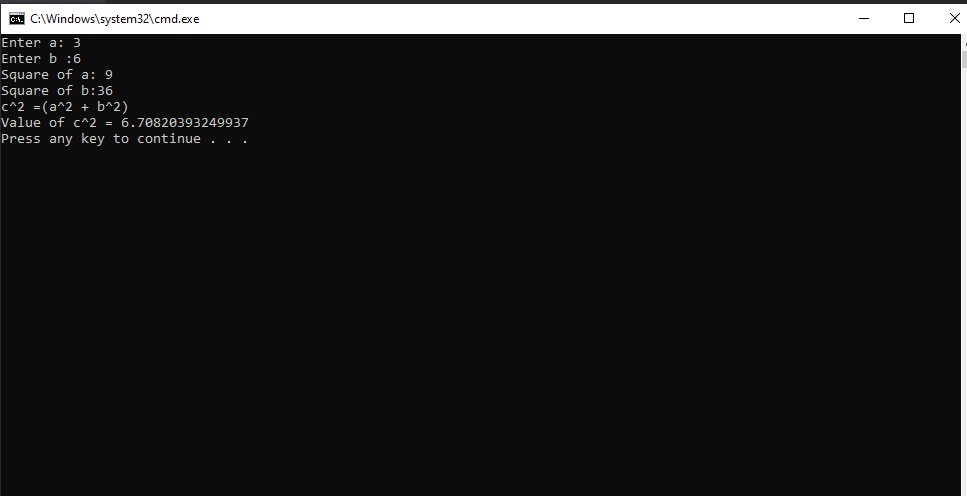 C:\Windows\system32\cmd.exe
Enter a: 3
Enter b :6
Square of a: 9
Square of b:36
c^2 =(a^2 + b^2)
Value of c^2 = 6.70820393249937
Press any key to continue . . .